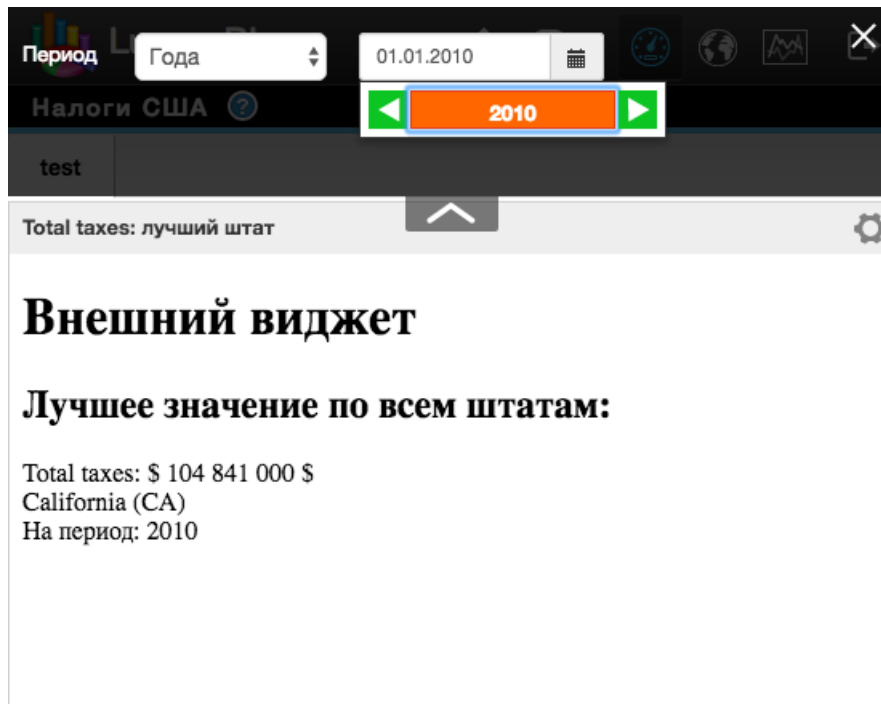 Период
Года
01.01.2010
Налоги США ?
2010
test
Total taxes: лучший штат
Внешний виджет
Лучшее значение по всем штатам:
Total taxes: $ 104 841 000 $
California (CA)
На период: 2010